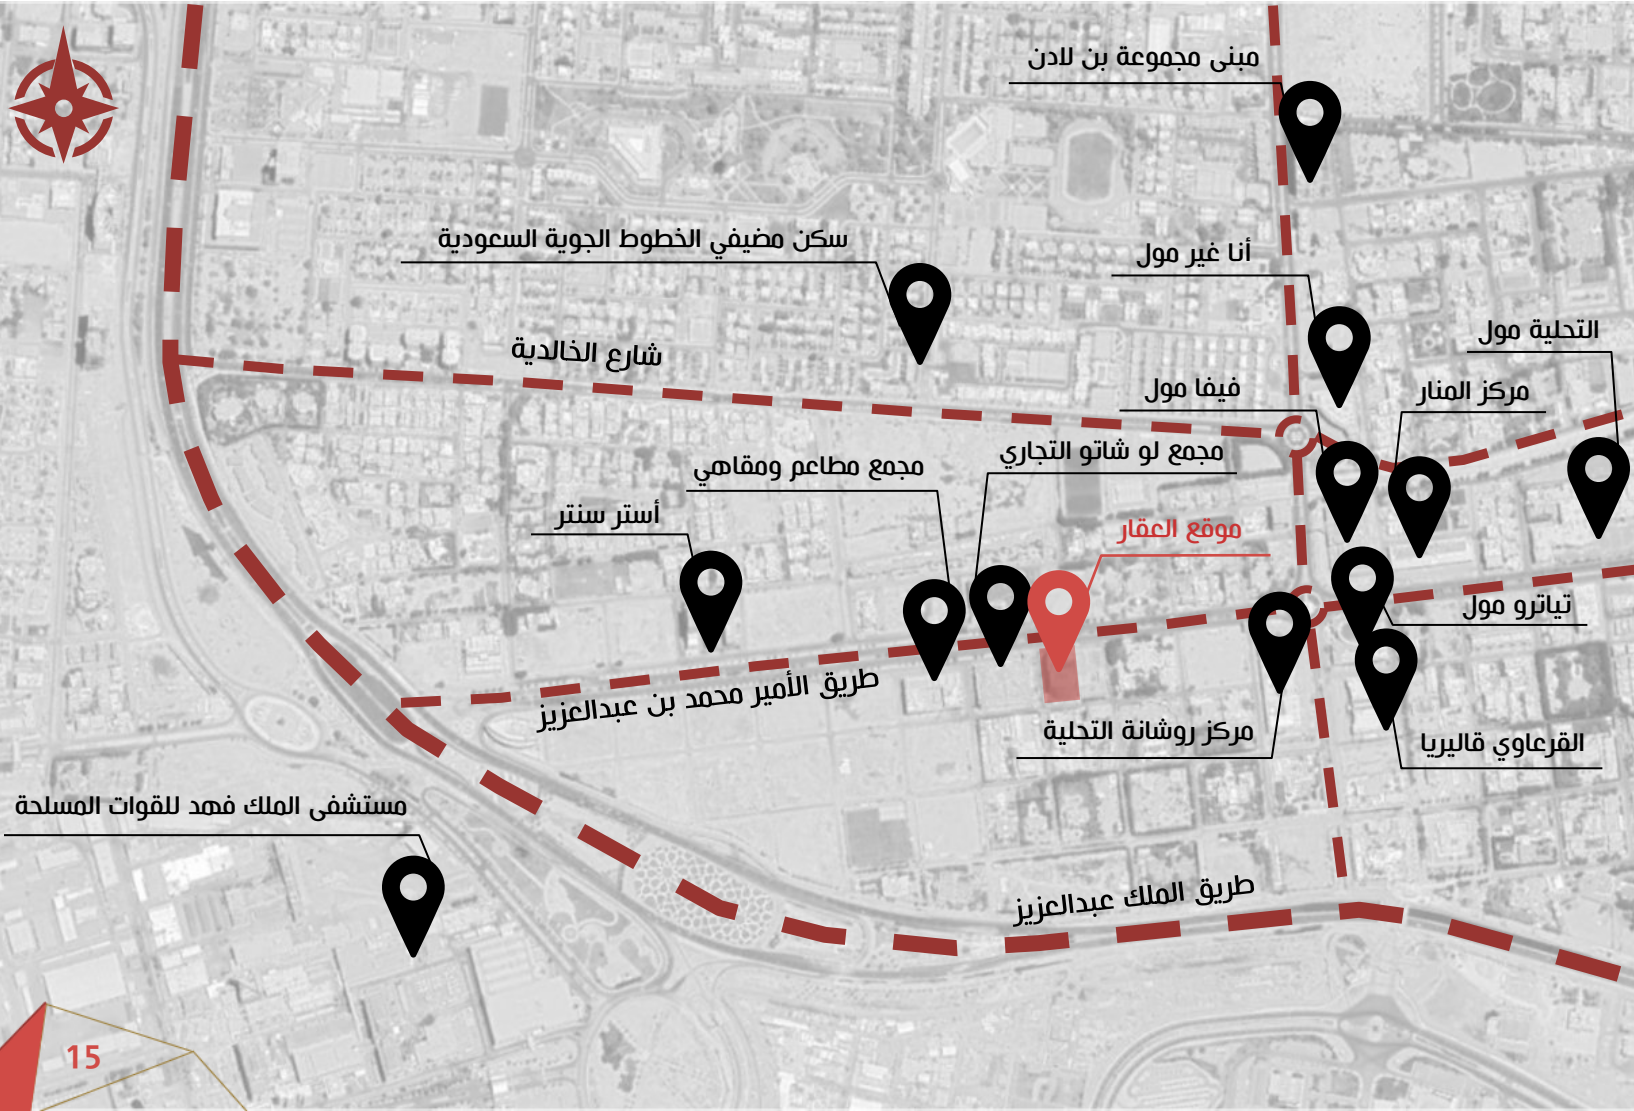 مبنى مجموعة بن لادن
سكن مضيفي الخطوط الجوية السعودية
أنا غير مول
التحلية مول
شارع الخالدية
فيفا مول
مركز المنار
مجمع لو شاتو التجاري
مجمع مطاعم ومقاهي
أستر سنتر
موقع العقار
تياترو مول
طريق الأمير محمد بن عبدالعزيز
مركز روشانة التحلية
القرعاوي قاليريا
مستشفى الملك فهد للقوات المسلحة
طريق الملك عبدالعزيز
15